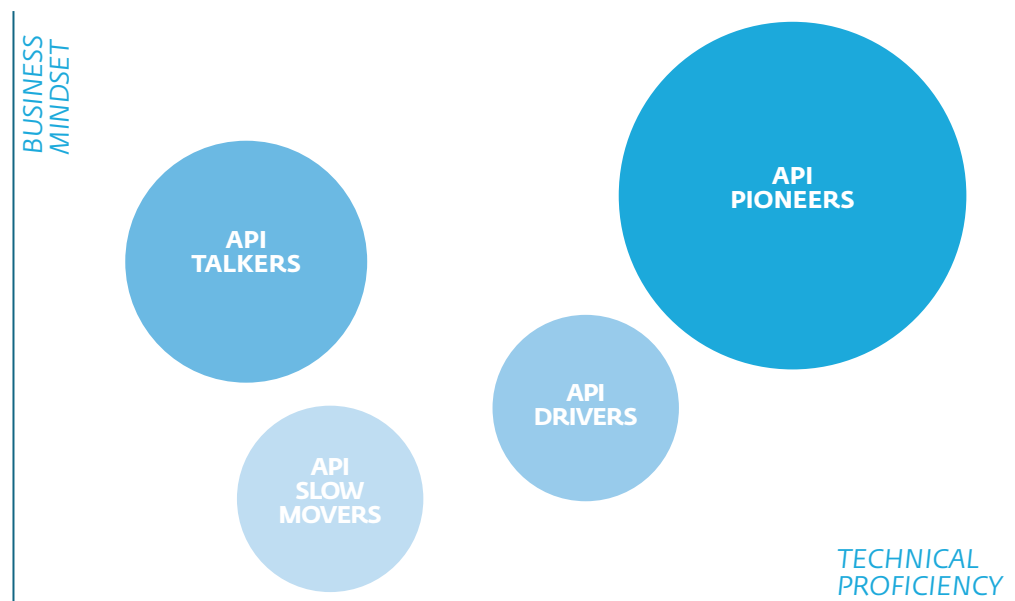 BUSINESS
MINDSET
API
PIONEERS
API
TALKERS
API
DRIVERS
API
SLOW
MOVERS
TECHNICAL
PROFICIENCY